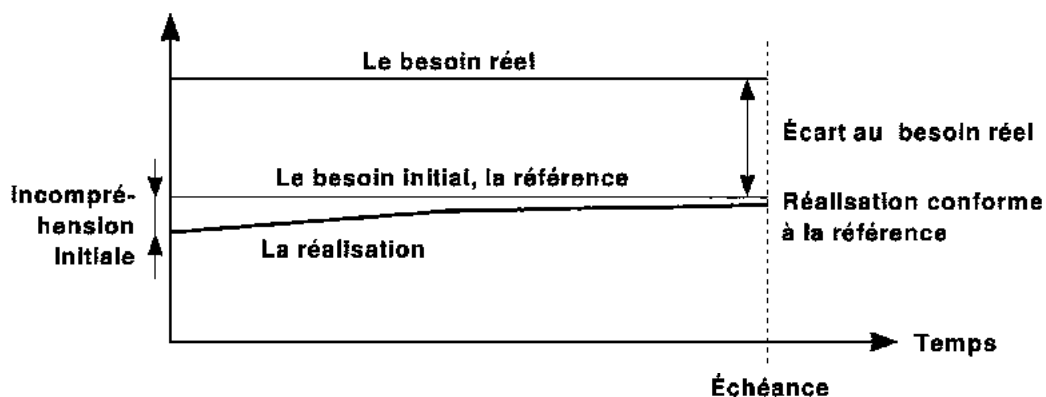 Le besoin réel
Écart au besoin réel
Le besoin initial, la référence
Incompré-
hension
initiale
Réalisation conforme
à la référence
La réalisation
Temps
Échéance